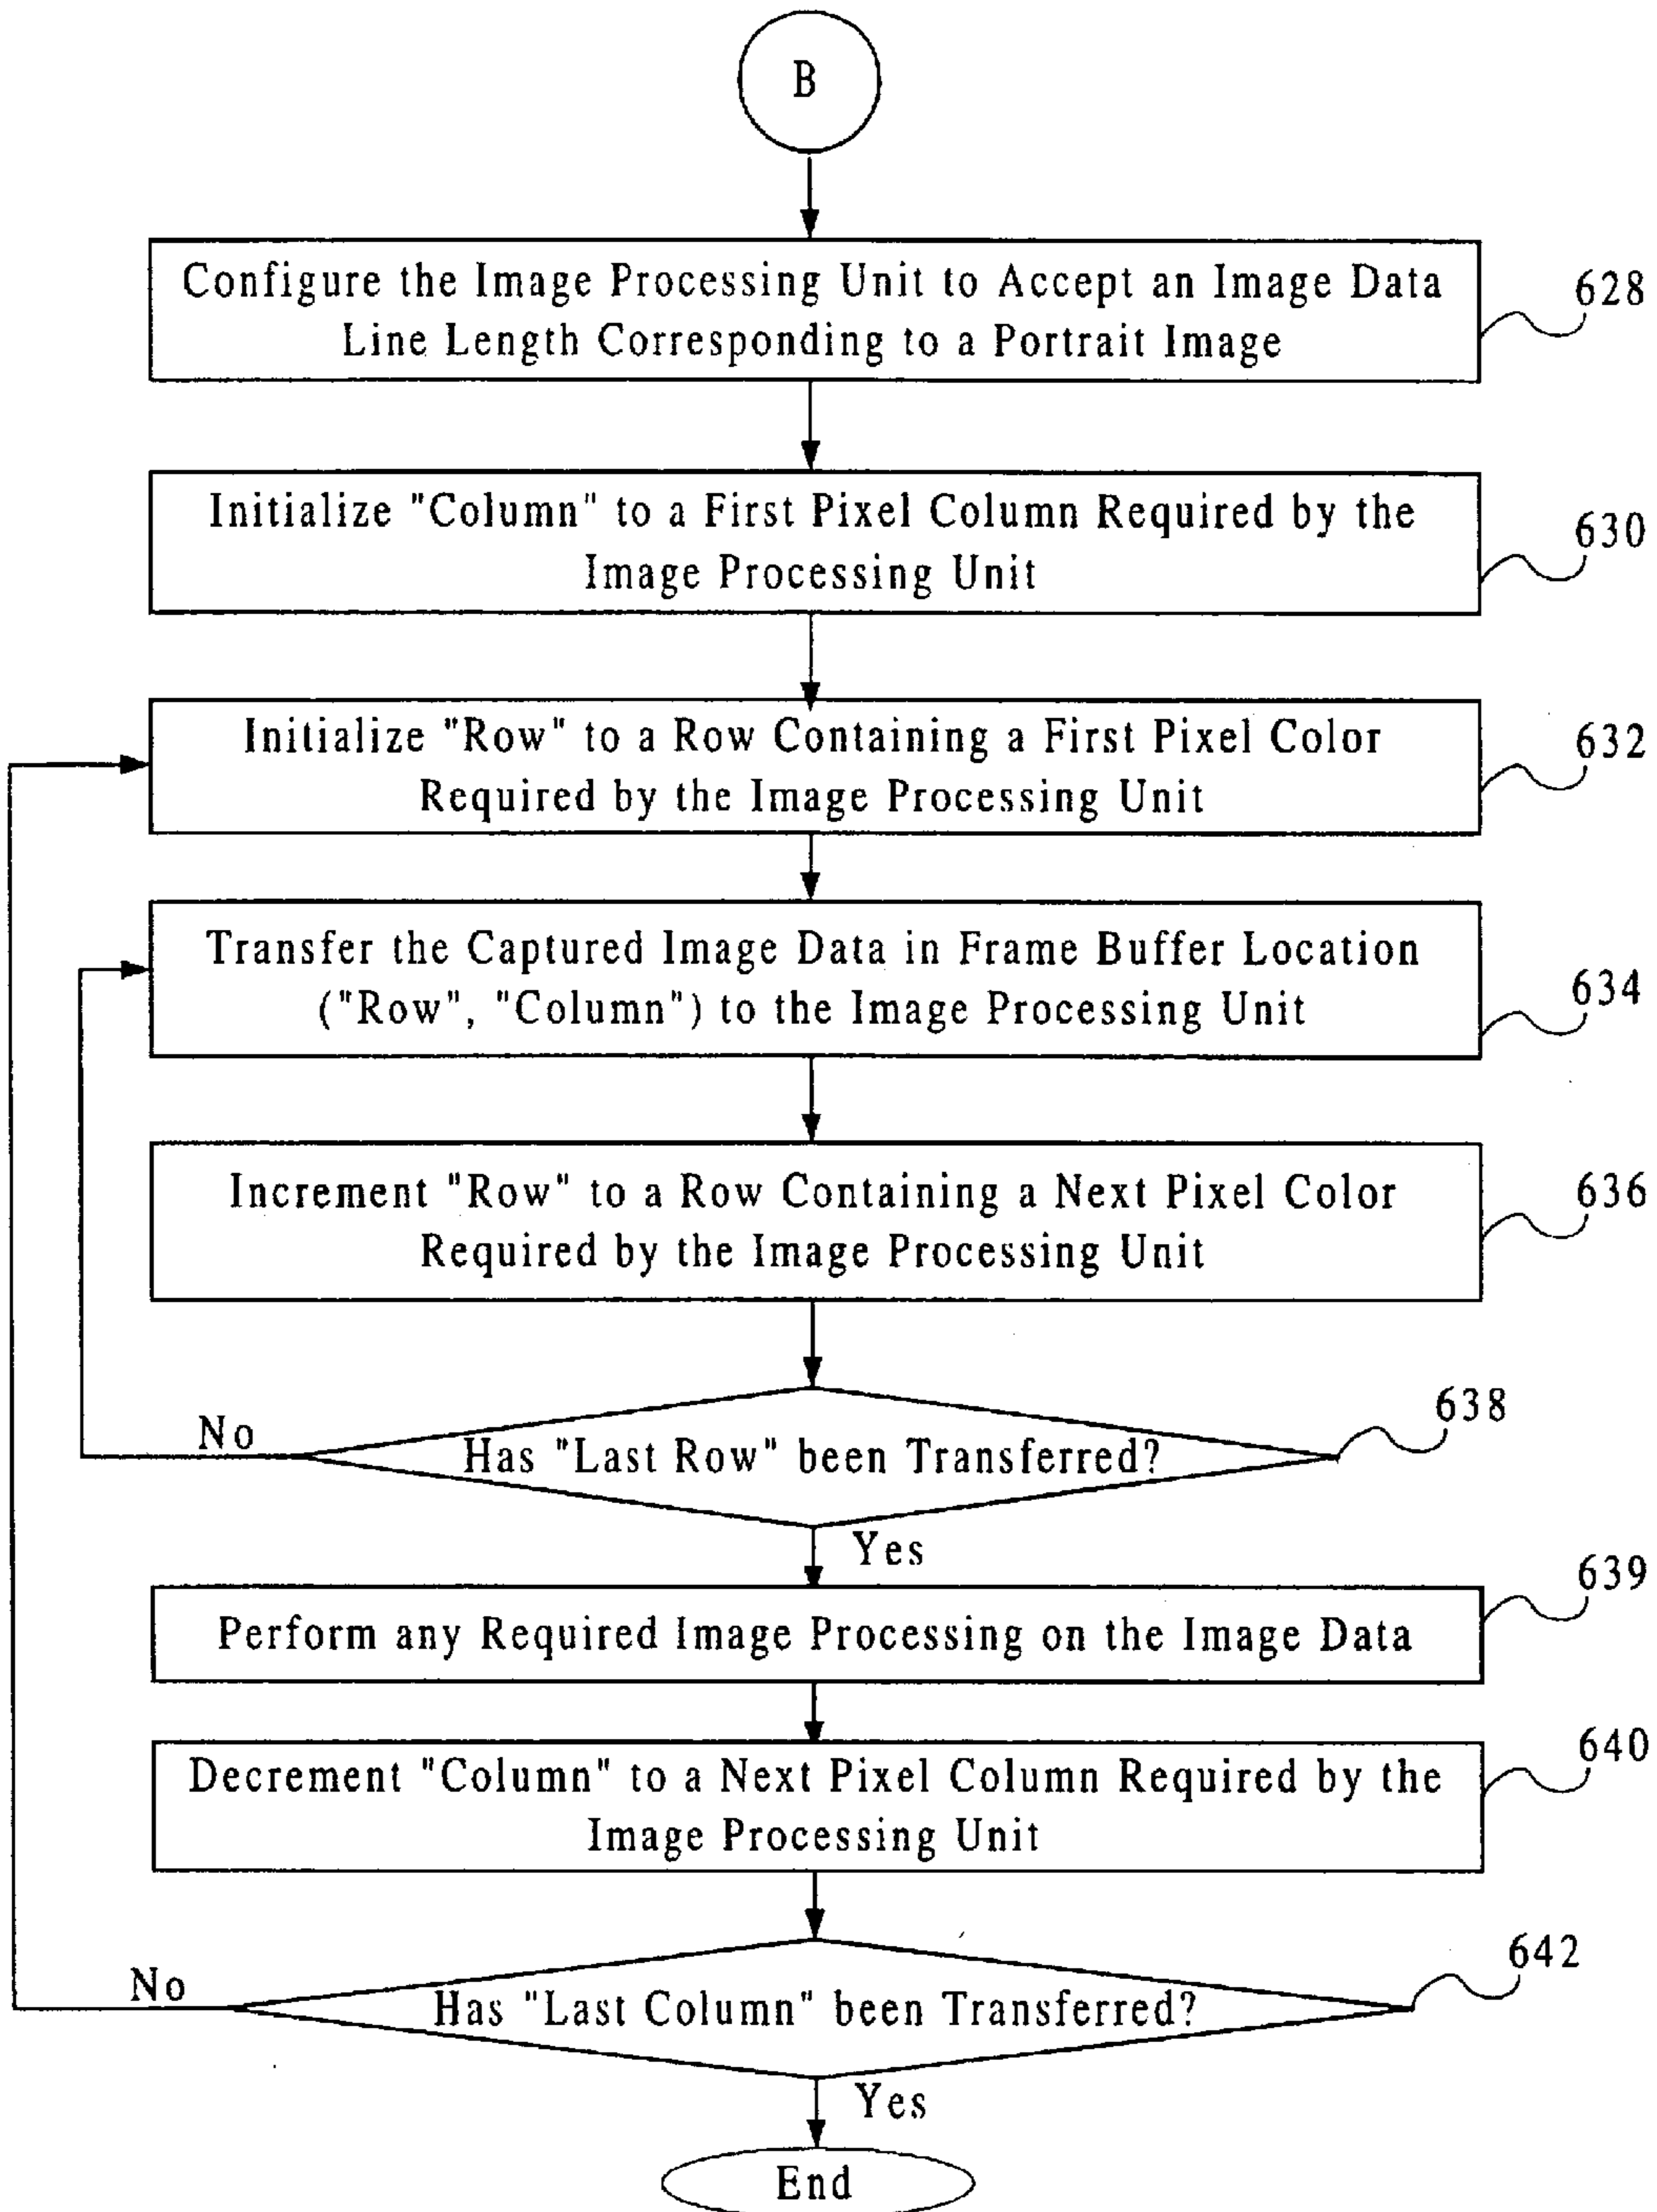 B
Configure the Image Processing Unit to Accept an Image Data
Line Length Corresponding to a Portrait Image
628
Initialize "Column" to a First Pixel Column Required by the
Image Processing Unit
630
Initialize "Row" to a Row Containing a First Pixel Color
Required by the Image Processing Unit
632
Transfer the Captured Image Data in Frame Buffer Location
("Row", "Column") to the Image Processing Unit
634
Increment "Row" to a Row Containing a Next Pixel Color
Required by the Image Processing Unit
636
No
Has "Last Row" been Transferred?
638
Yes
Perform any Required Image Processing on the Image Data
639
Decrement "Column" to a Next Pixel Column Required by the
Image Processing Unit
640
No
Has "Last Column" been Transferred?
642
Yes
End